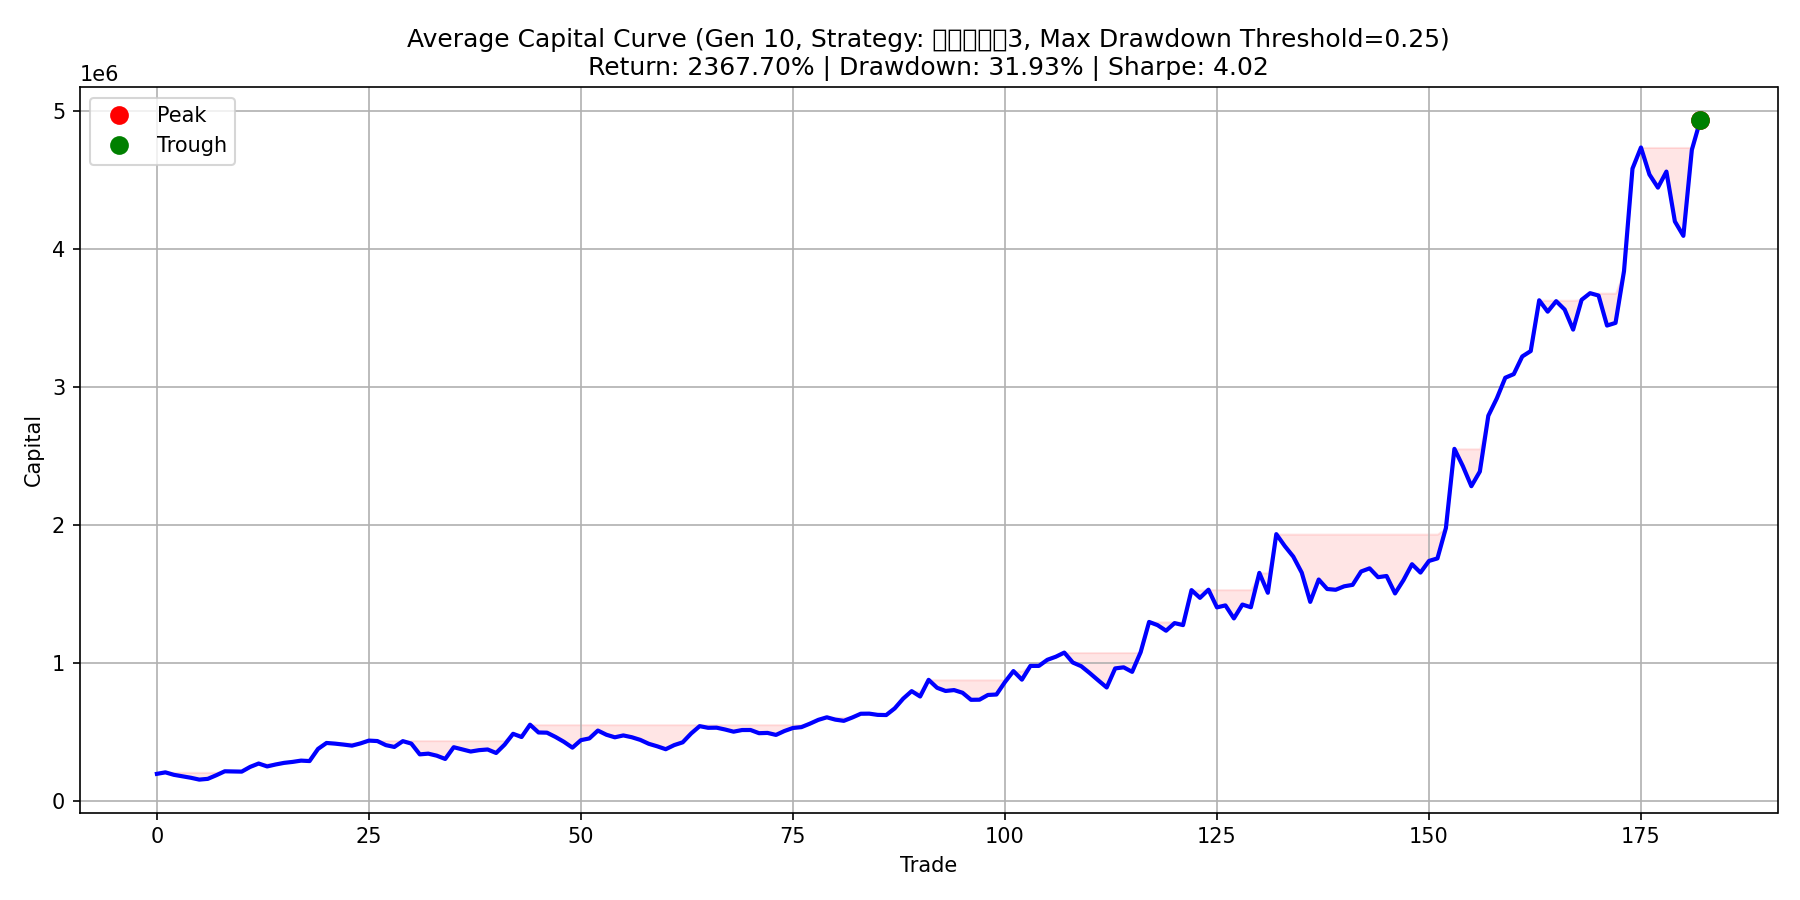 Average Capital Curve (Gen 10, Strategy: 3, Max Drawdown Threshold=0.25)
Return: 2367.70% | Drawdown: 31.93% | Sharpe: 4.02
1e6
Peak
Trough
5
4
3
2
1
0
Capital
0 25 50 75 100 125 150 175
Trade